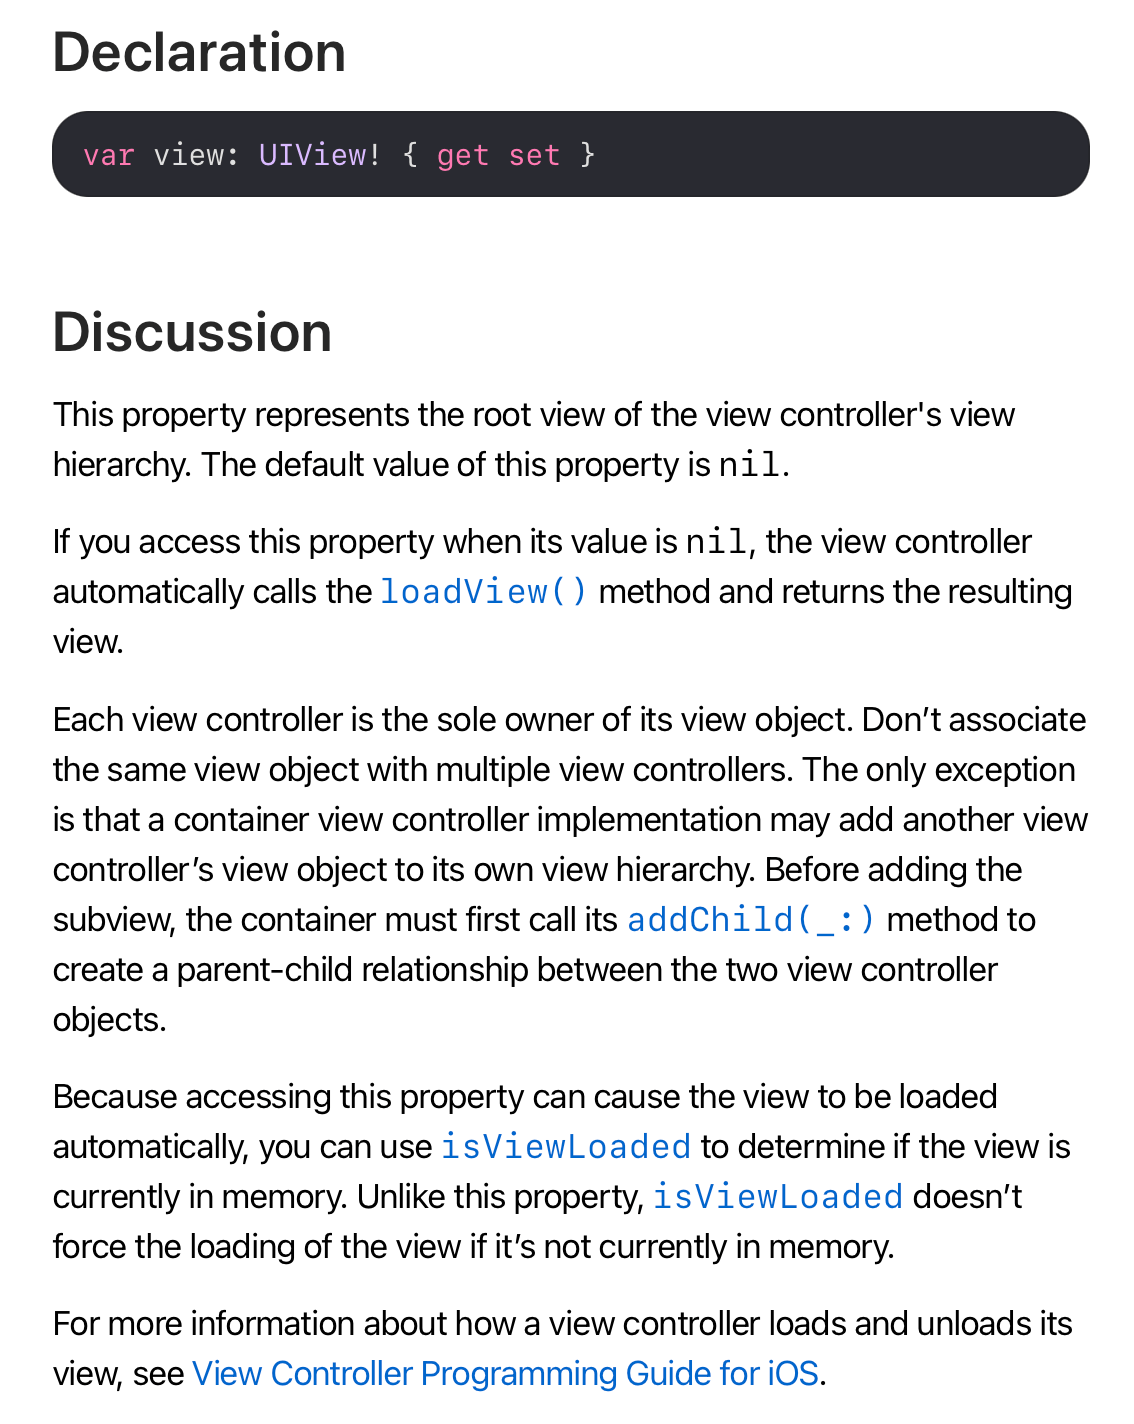 Declaration
var view: UIView! { get set }
Discussion
This property represents the root view of the view controller's view
hierarchy. The default value of this property is nil.
If you access this property when its value is nil, the view controller
automatically calls the loadView() method and returns the resulting
view.
Each view controller is the sole owner of its view object. Don’t associate
the same view object with multiple view controllers. The only exception
is that a container view controller implementation may add another view
controller’s view object to its own view hierarchy. Before adding the
subview, the container must first call its addChild(_:) method to
create a parent-child relationship between the two view controller
objects.
Because accessing this property can cause the view to be loaded
automatically, you can use isViewLoaded to determine if the view is
currently in memory. Unlike this property, isViewLoaded doesn’t
force the loading of the view if it’s not currently in memory.
For more information about how a view controller loads and unloads its
view, see View Controller Programming Guide for iOS.